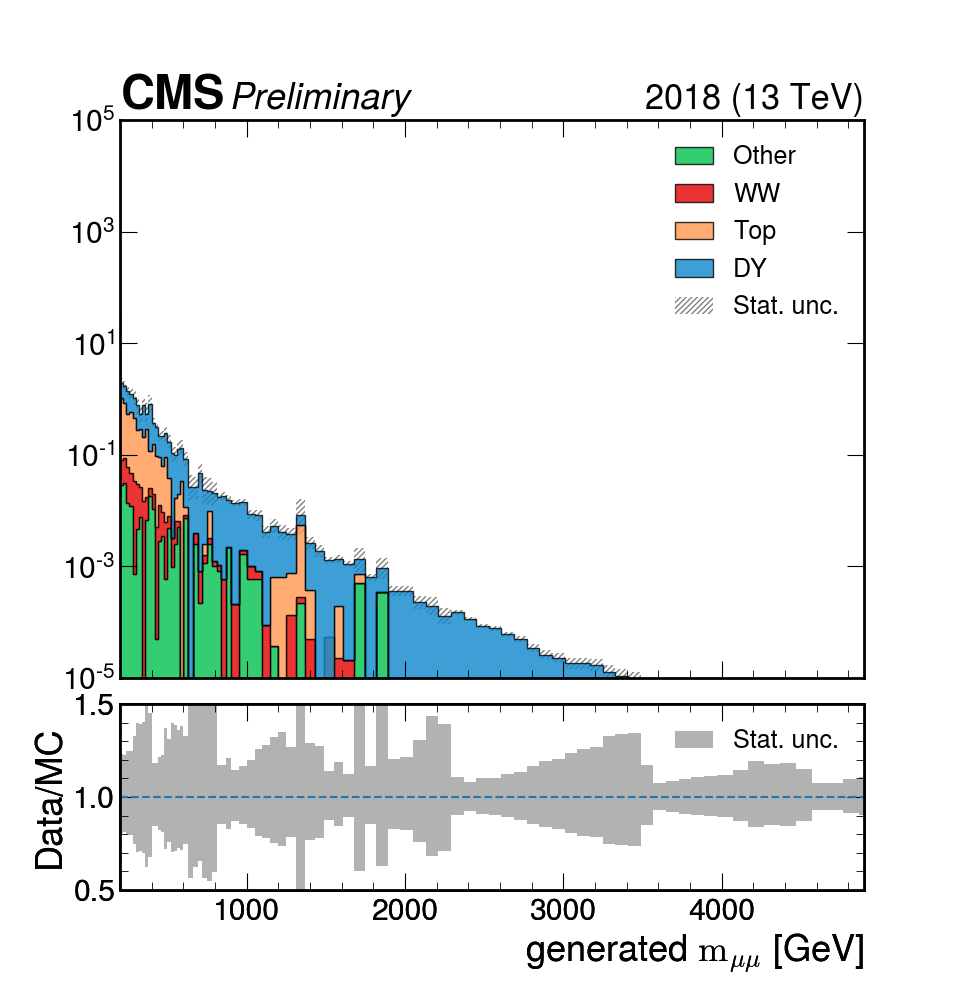 CMS Preliminary 2018 (13 TeV)
10^5
10^3
10^1
10^-1
10^-3
10^-5
Other
WW
Top
DY
Stat. unc.
1.5
1.0
0.5
Data/MC
Stat. unc.
1000 2000 3000 4000
generated m_μμ [GeV]